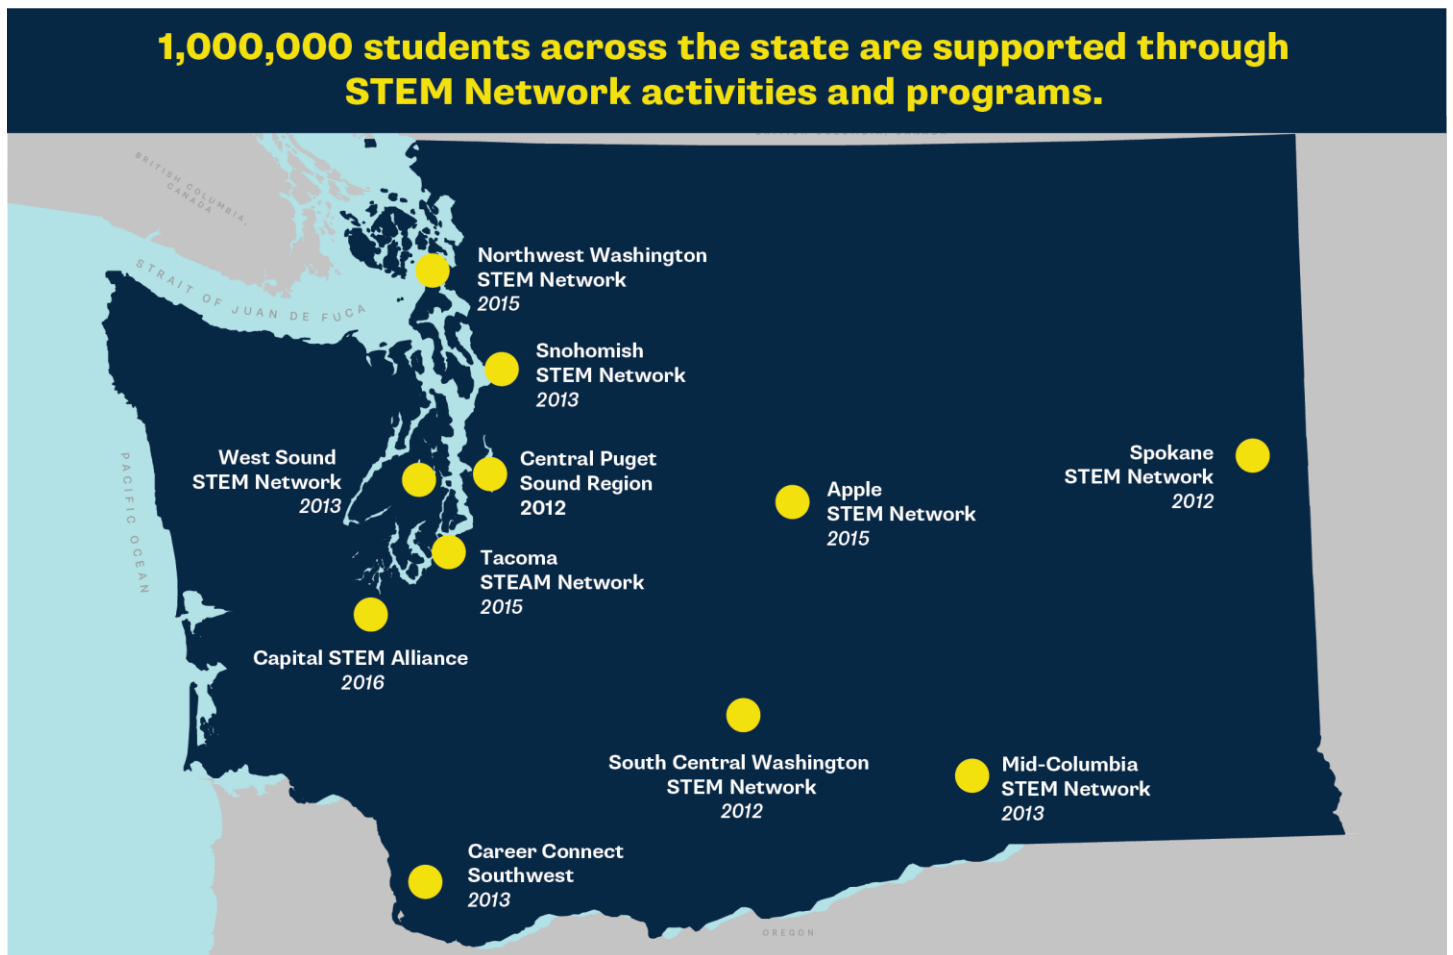 1,000,000 students across the state are supported through
STEM Network activities and programs.
BRITISH COLUMBIA, CANADA
BRITISH COLUMBIA,
CANADA
STRAIT OF JUAN DE FUCA
PACIFIC OCEAN
Northwest Washington
STEM Network
2015
Snohomish
STEM Network
2013
West Sound
STEM Network
2013
Central Puget
Sound Region
2012
Spokane
STEM Network
2012
Apple
STEM Network
2015
Tacoma
STEAM Network
2015
Capital STEM Alliance
2016
South Central Washington
STEM Network
2012
Mid-Columbia
STEM Network
2013
Career Connect
Southwest
2013
OREGON